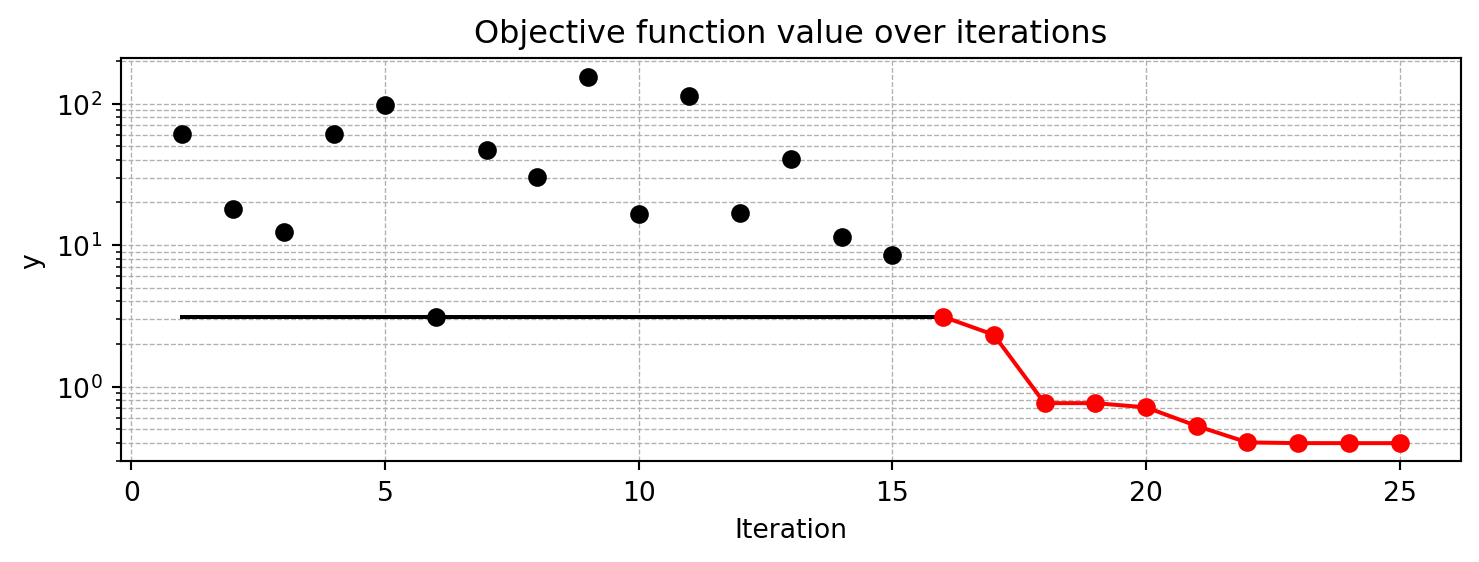 Objective function value over iterations
y
10²
10¹
10⁰
0 5 10 15 20 25
Iteration